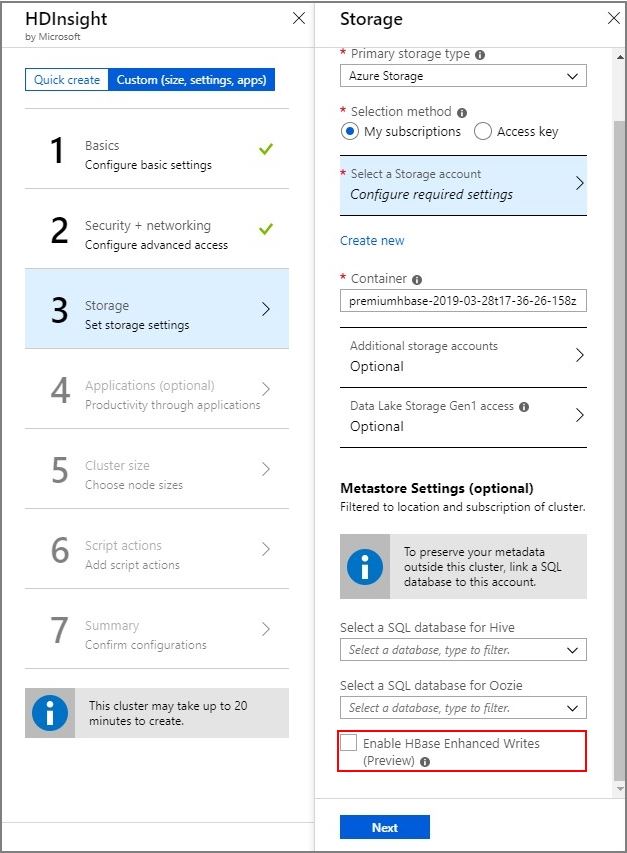 HDInsight
by Microsoft
Quick create
Custom (size, settings, apps)
1
Basics
Configure basic settings
2
Security + networking
Configure advanced access
3
Storage
Set storage settings
4
Applications (optional)
Productivity through applications
5
Cluster size
Choose node sizes
6
Script actions
Add script actions
7
Summary
Confirm configurations
This cluster may take up to 20
minutes to create.
Storage
* Primary storage type
Azure Storage
* Selection method
My subscriptions
Access key
* Select a Storage account
Configure required settings
Create new
* Container
premiumhbase-2019-03-28t17-36-26-158z
Additional storage accounts
Optional
Data Lake Storage Gen1 access
Optional
Metastore Settings (optional)
Filtered to location and subscription of cluster.
To preserve your metadata
outside this cluster, link a SQL
database to this account.
Select a SQL database for Hive
Select a database, type to filter.
Select a SQL database for Oozie
Select a database, type to filter.
Enable HBase Enhanced Writes
(Preview)
Next